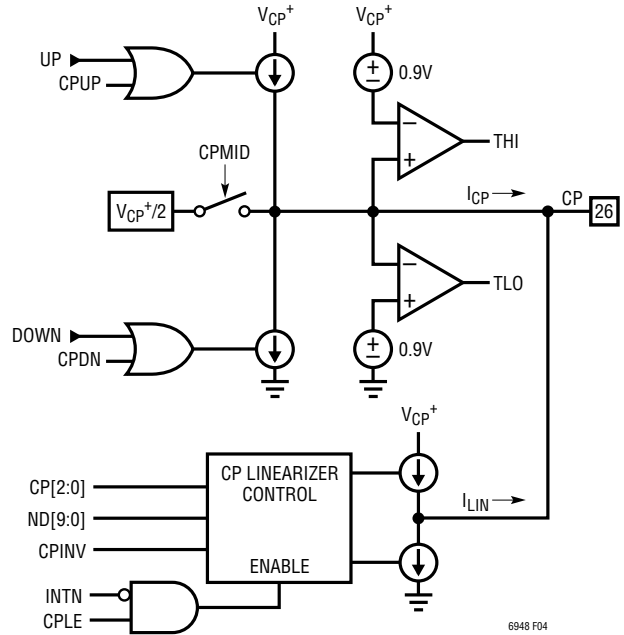 VCP+
VCP+
UP
CPUP
+
–
0.9V
–
+
THI
CPMID
VCP+/2
ICP
CP
26
–
+
TLO
DOWN
CPDN
+
–
0.9V
VCP+
CP[2:0]
ND[9:0]
CPINV
CP LINEARIZER
CONTROL
ENABLE
ILIN
INTN
CPLE
6948 F04